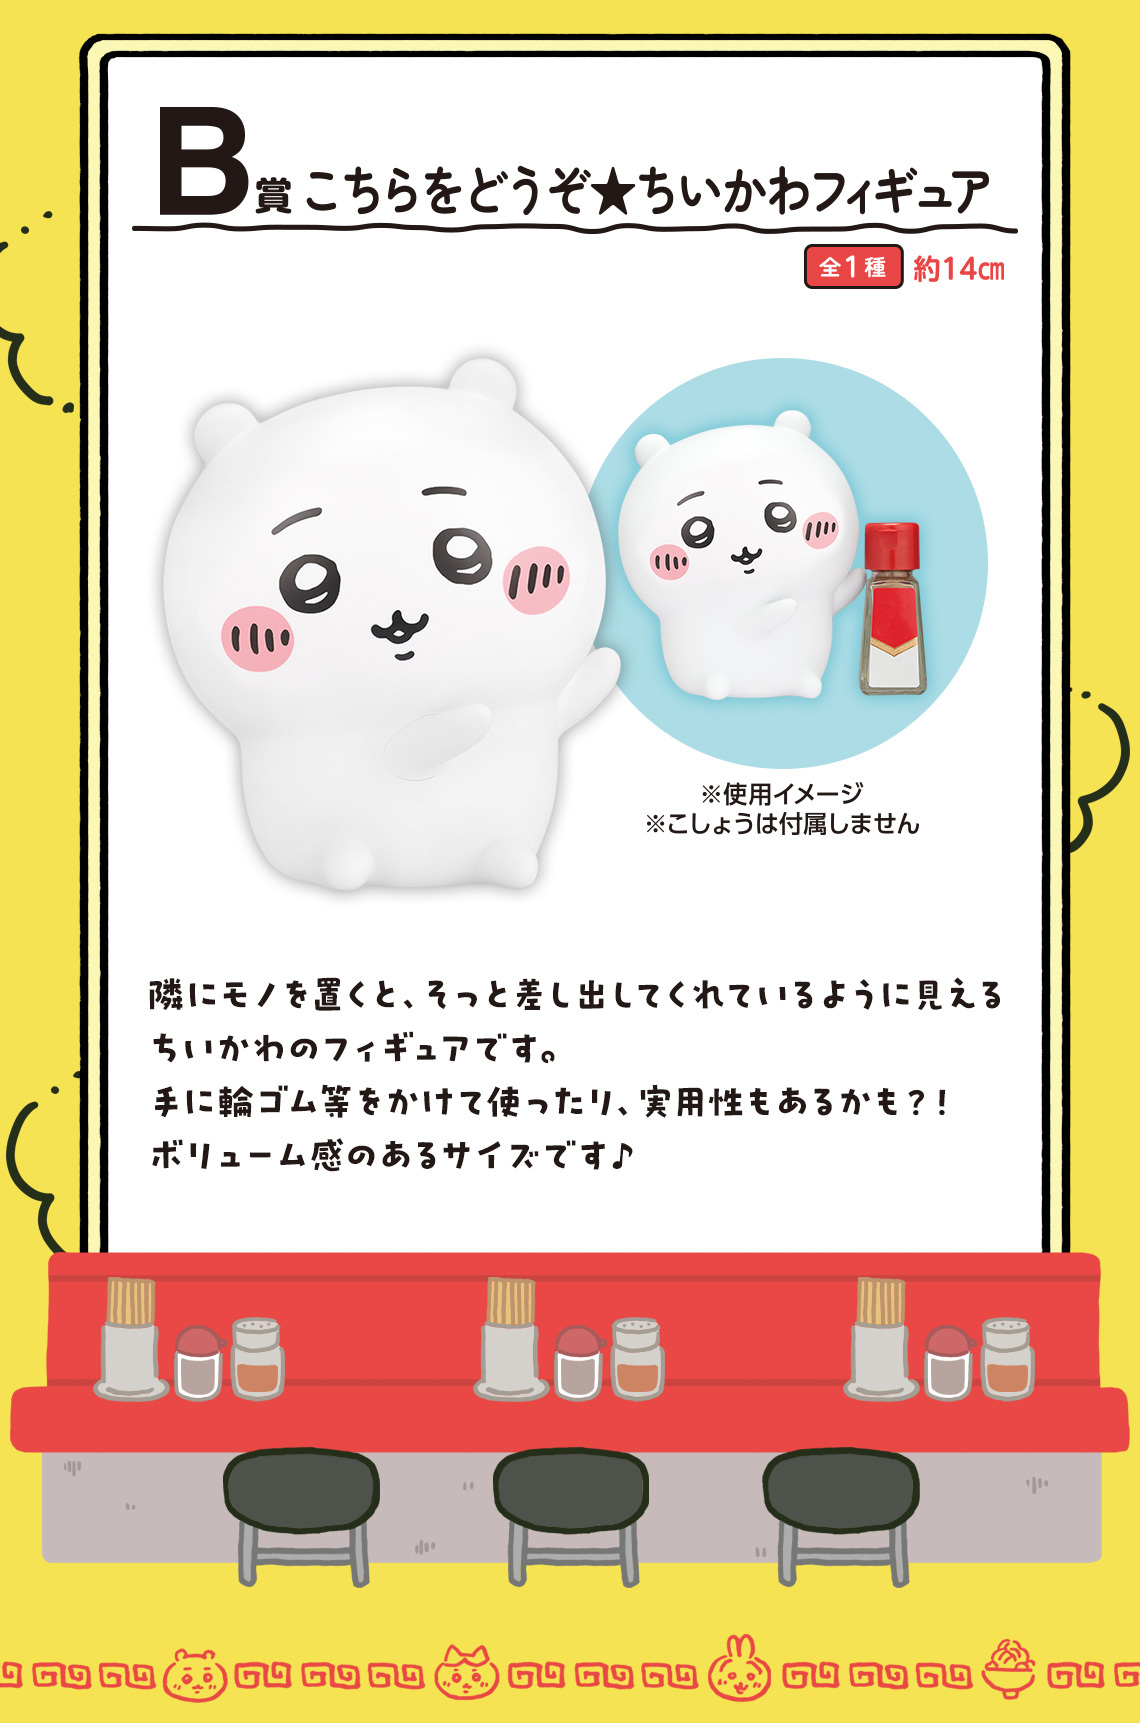 B賞 こちらをどうぞ★ちいかわフィギュア
全1種 約14㎝
※使用イメージ
※こしょうは付属しません
隣にモノを置くと、そっと差し出してくれているように見える
ちいかわのフィギュアです。
手に輪ゴム等をかけて使ったり、実用性もあるかも？！
ボリューム感のあるサイズです♪